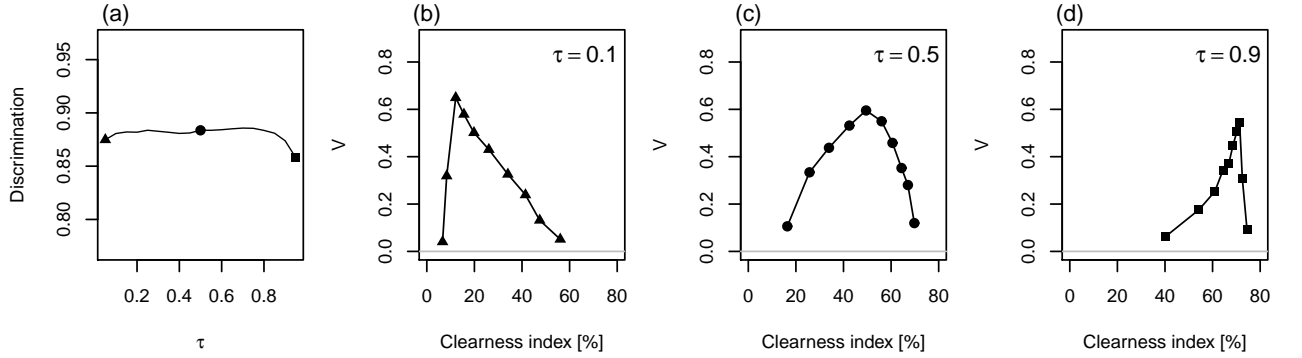 (a)
Discrimination
0.95
0.90
0.85
0.80
0.2 0.4 0.6 0.8
τ
(b)
τ = 0.1
V
0.8
0.6
0.4
0.2
0.0
0 20 40 60 80
Clearness index [%]
(c)
τ = 0.5
V
0.8
0.6
0.4
0.2
0.0
0 20 40 60 80
Clearness index [%]
(d)
τ = 0.9
V
0.8
0.6
0.4
0.2
0.0
0 20 40 60 80
Clearness index [%]